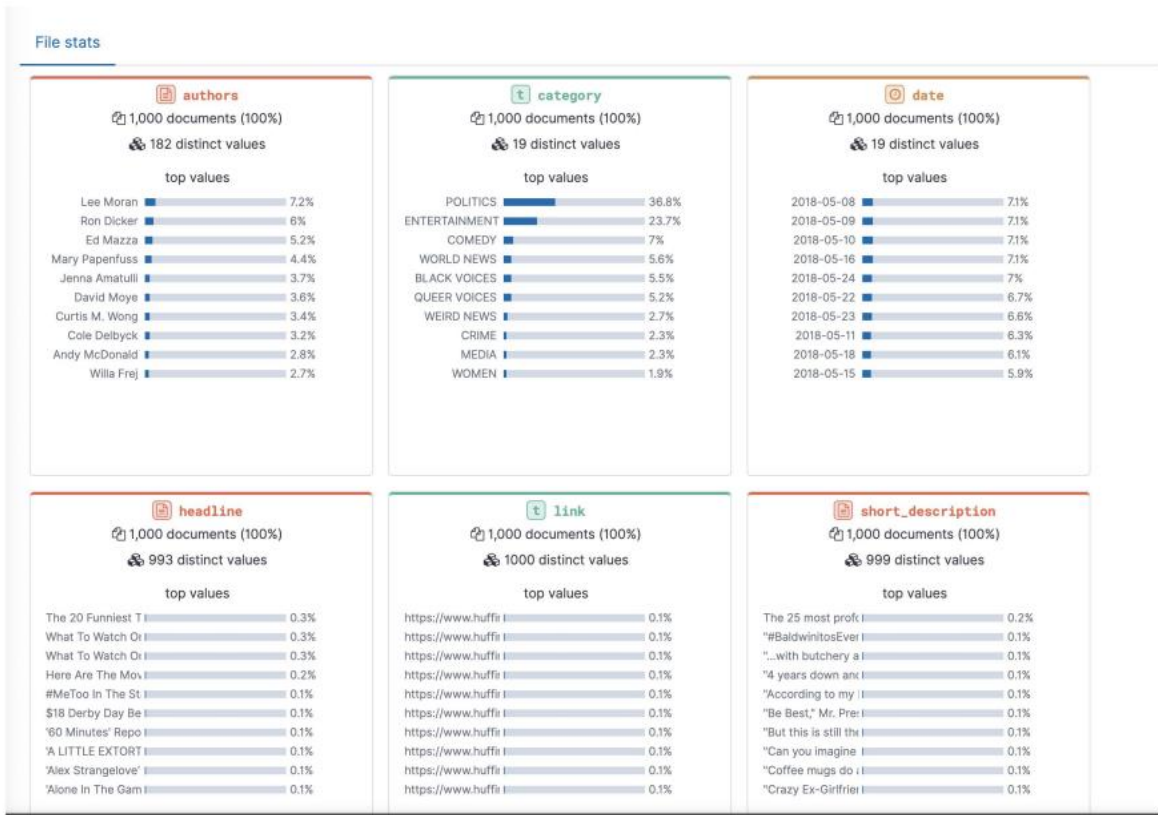 File stats
authors
1,000 documents (100%)
182 distinct values
top values
Lee Moran 7.2%
Ron Dicker 6%
Ed Mazza 5.2%
Mary Papenfuss 4.4%
Jenna Amatulli 3.7%
David Moye 3.6%
Curtis M. Wong 3.4%
Cole Delbyck 3.2%
Andy McDonald 2.8%
Willa Frej 2.7%
t category
1,000 documents (100%)
19 distinct values
top values
POLITICS 36.8%
ENTERTAINMENT 23.7%
COMEDY 7%
WORLD NEWS 5.6%
BLACK VOICES 5.5%
QUEER VOICES 5.2%
WEIRD NEWS 2.7%
CRIME 2.3%
MEDIA 2.3%
WOMEN 1.9%
date
1,000 documents (100%)
19 distinct values
top values
2018-05-08 7.1%
2018-05-09 7.1%
2018-05-10 7.1%
2018-05-16 7.1%
2018-05-24 7%
2018-05-22 6.7%
2018-05-23 6.6%
2018-05-11 6.3%
2018-05-18 6.1%
2018-05-15 5.9%
headline
1,000 documents (100%)
993 distinct values
top values
The 20 Funniest T 0.3%
What To Watch O 0.3%
What To Watch O 0.3%
Here Are The Mov 0.2%
#MeToo In The St 0.1%
$18 Derby Day Be 0.1%
'60 Minutes' Repo 0.1%
'A LITTLE EXTORT 0.1%
'Alex Strangelove' 0.1%
'Alone In The Gam 0.1%
t link
1,000 documents (100%)
1000 distinct values
top values
https://www.huffin 0.1%
https://www.huffin 0.1%
https://www.huffin 0.1%
https://www.huffin 0.1%
https://www.huffin 0.1%
https://www.huffin 0.1%
https://www.huffin 0.1%
https://www.huffin 0.1%
https://www.huffin 0.1%
https://www.huffin 0.1%
short_description
1,000 documents (100%)
999 distinct values
top values
The 25 most profo 0.2%
"#BaldwinitosEver 0.1%
"...with butchery a 0.1%
"4 years down and 0.1%
"According to my 0.1%
"Be Best," Mr. Pres 0.1%
"But this is still the 0.1%
"Can you imagine 0.1%
"Coffee mugs do 0.1%
"Crazy Ex-Girlfrien 0.1%